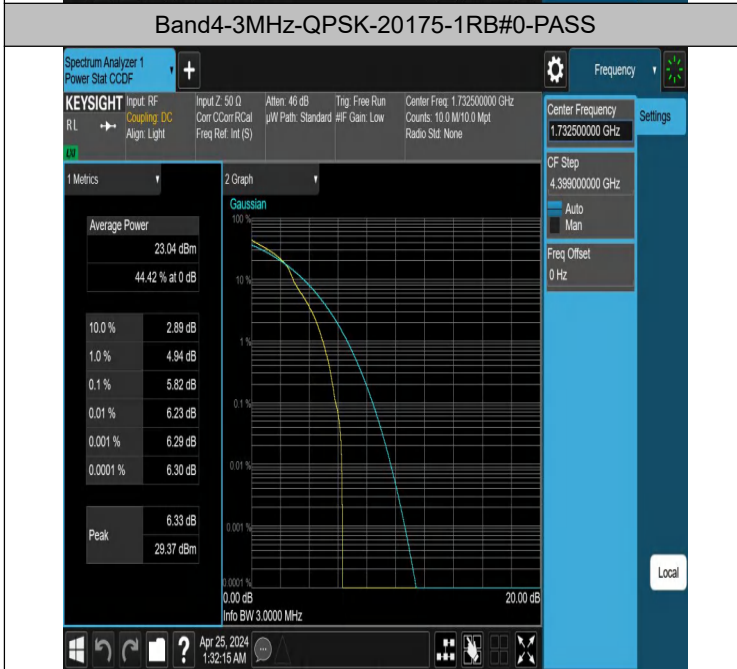 Band4-3MHz-QPSK-20175-1RB#0-PASS
Spectrum Analyzer 1
Power Stat CCDF
Frequency
KEYSIGHT
RL
LXI
Input: RF
Coupling: DC
Align: Light
Input Z: 50 Ω
Corr CCorr RCal
Freq Ref: Int (S)
Atten: 46 dB
µW Path: Standard
Trig: Free Run
#IF Gain: Low
Center Freq: 1.732500000 GHz
Counts: 10.0 M/10.0 Mpt
Radio Std: None
Center Frequency
1.732500000 GHz
Settings
CF Step
4.399000000 GHz
Auto
Man
Freq Offset
0 Hz
1 Metrics
Average Power
23.04 dBm
44.42 % at 0 dB
10.0 % 2.89 dB
1.0 % 4.94 dB
0.1 % 5.82 dB
0.01 % 6.23 dB
0.001 % 6.29 dB
0.0001 % 6.30 dB
Peak
6.33 dB
29.37 dBm
2 Graph
Gaussian
100 %
10 %
1 %
0.1 %
0.01 %
0.001 %
0.0001 %
0.00 dB
20.00 dB
Info BW 3.0000 MHz
Local
?
Apr 25, 2024
1:32:15 AM